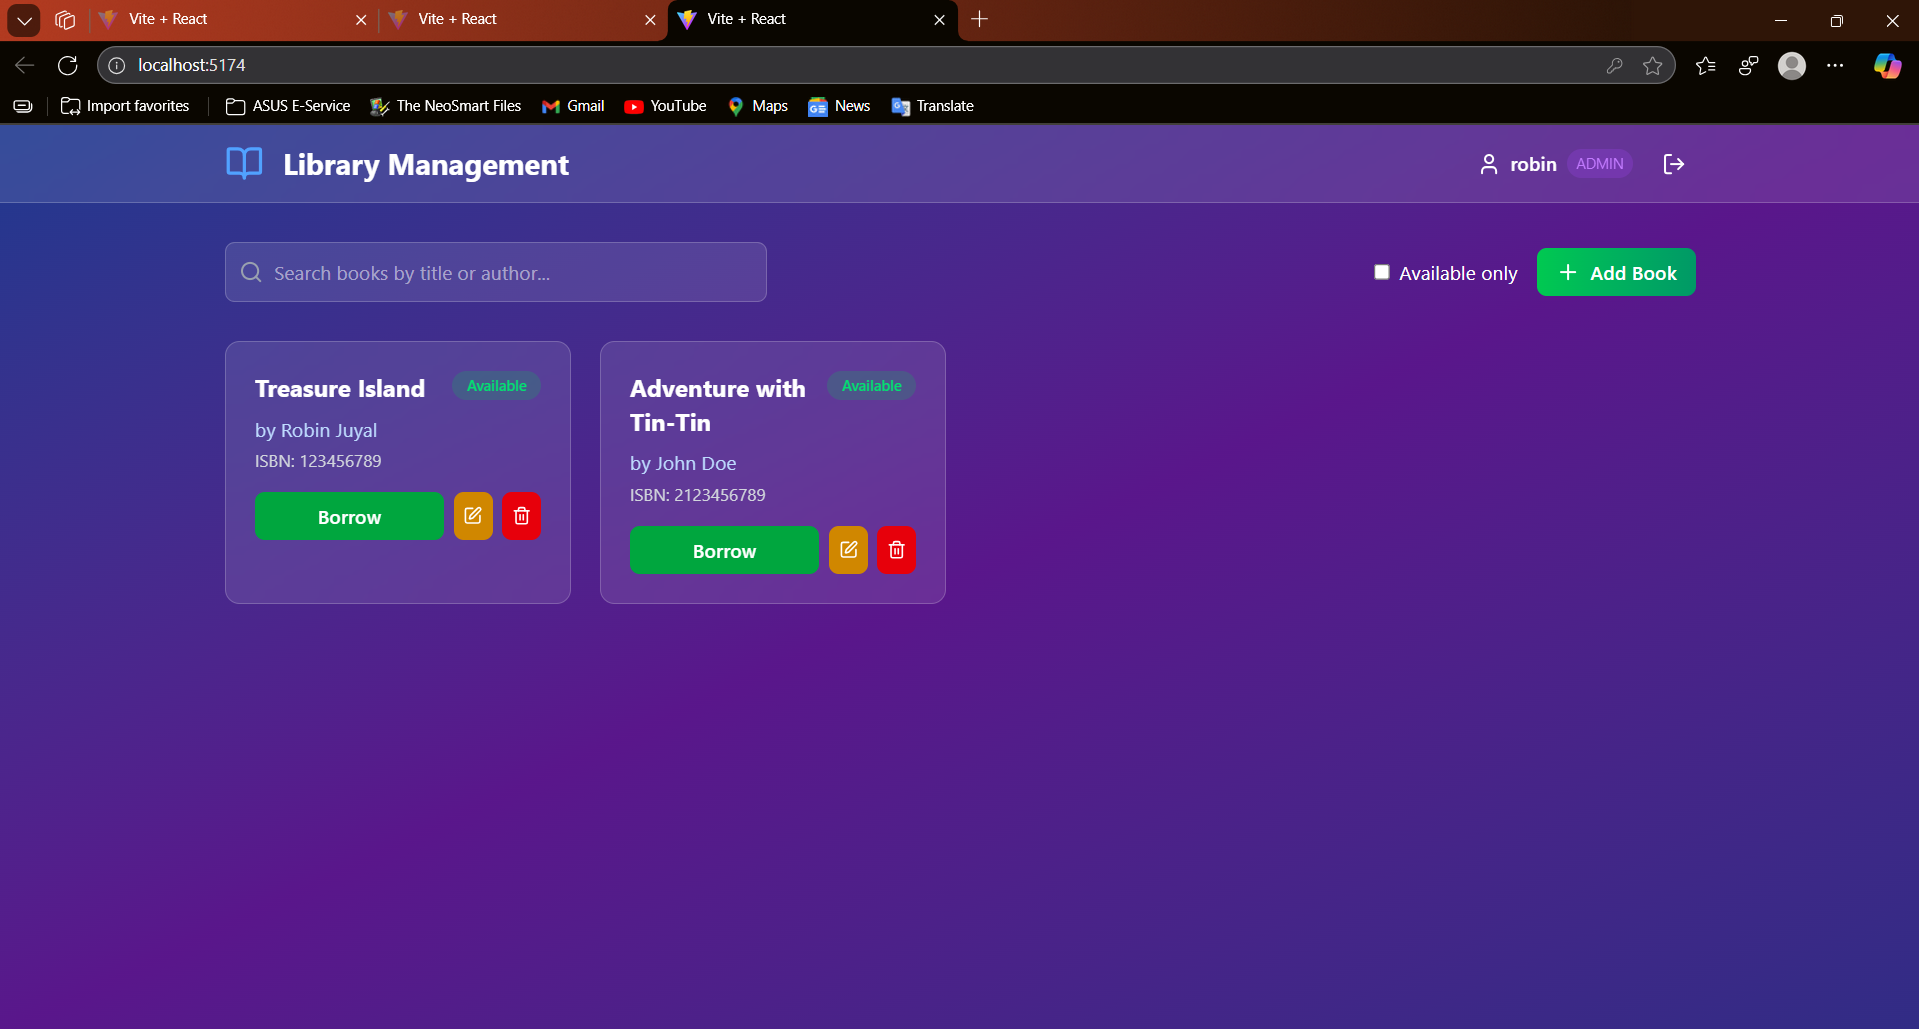 Vite + React
Vite + React
Vite + React
localhost:5174
Import favorites
ASUS E-Service
The NeoSmart Files
Gmail
YouTube
Maps
News
Translate
Library Management
robin
ADMIN
Search books by title or author...
Available only
Add Book
Treasure Island
Available
by Robin Juyal
ISBN: 123456789
Borrow
Adventure with
Tin-Tin
Available
by John Doe
ISBN: 2123456789
Borrow